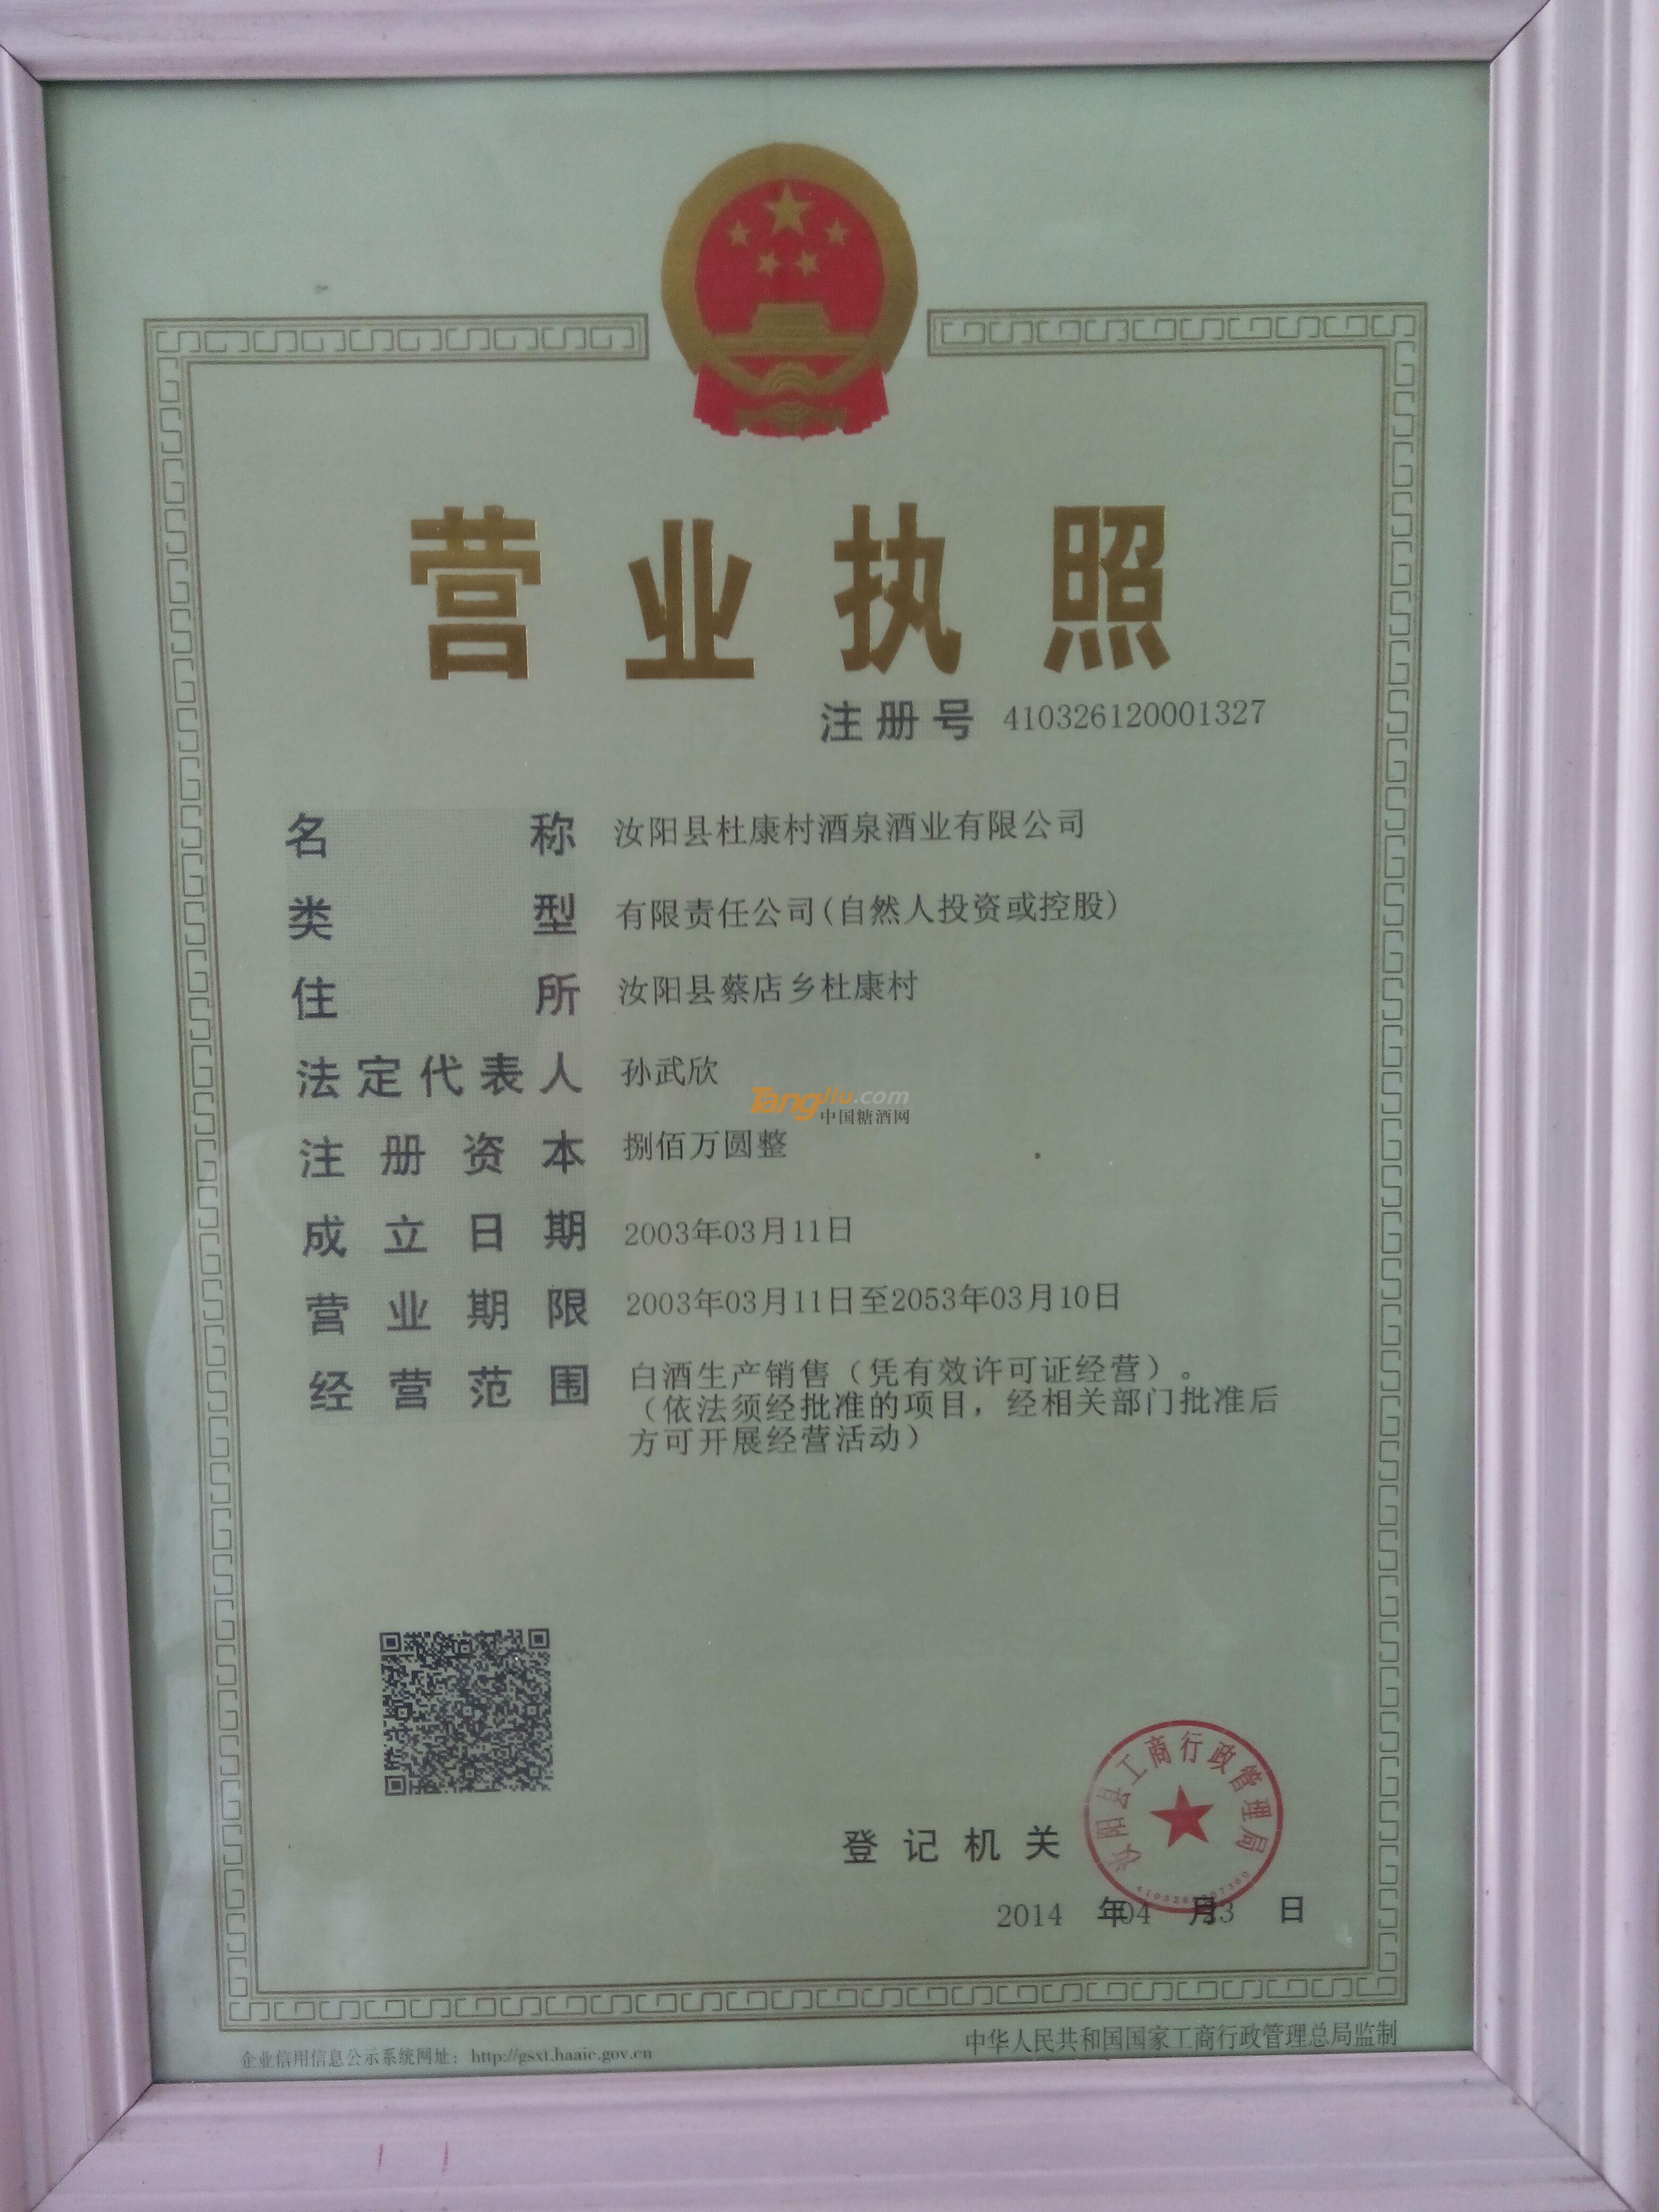 营业执照
注册号 410326120001327
名称 汝阳县杜康村酒泉酒业有限公司
类型 有限责任公司(自然人投资或控股)
住所 汝阳县蔡店乡杜康村
法定代表人 孙武欣
Tangjiu.com
中国糖酒网
注册资本 捌佰万圆整
成立日期 2003年03月11日
营业期限 2003年03月11日至2053年03月10日
经营范围 白酒生产销售（凭有效许可证经营）。
（依法须经批准的项目，经相关部门批准后
方可开展经营活动）
汝阳县工商行政管理局
登记机关
2014 年04 月23 日
中华人民共和国国家工商行政管理总局监制
企业信用信息公示系统网址：http://gsxt.haaic.gov.cn